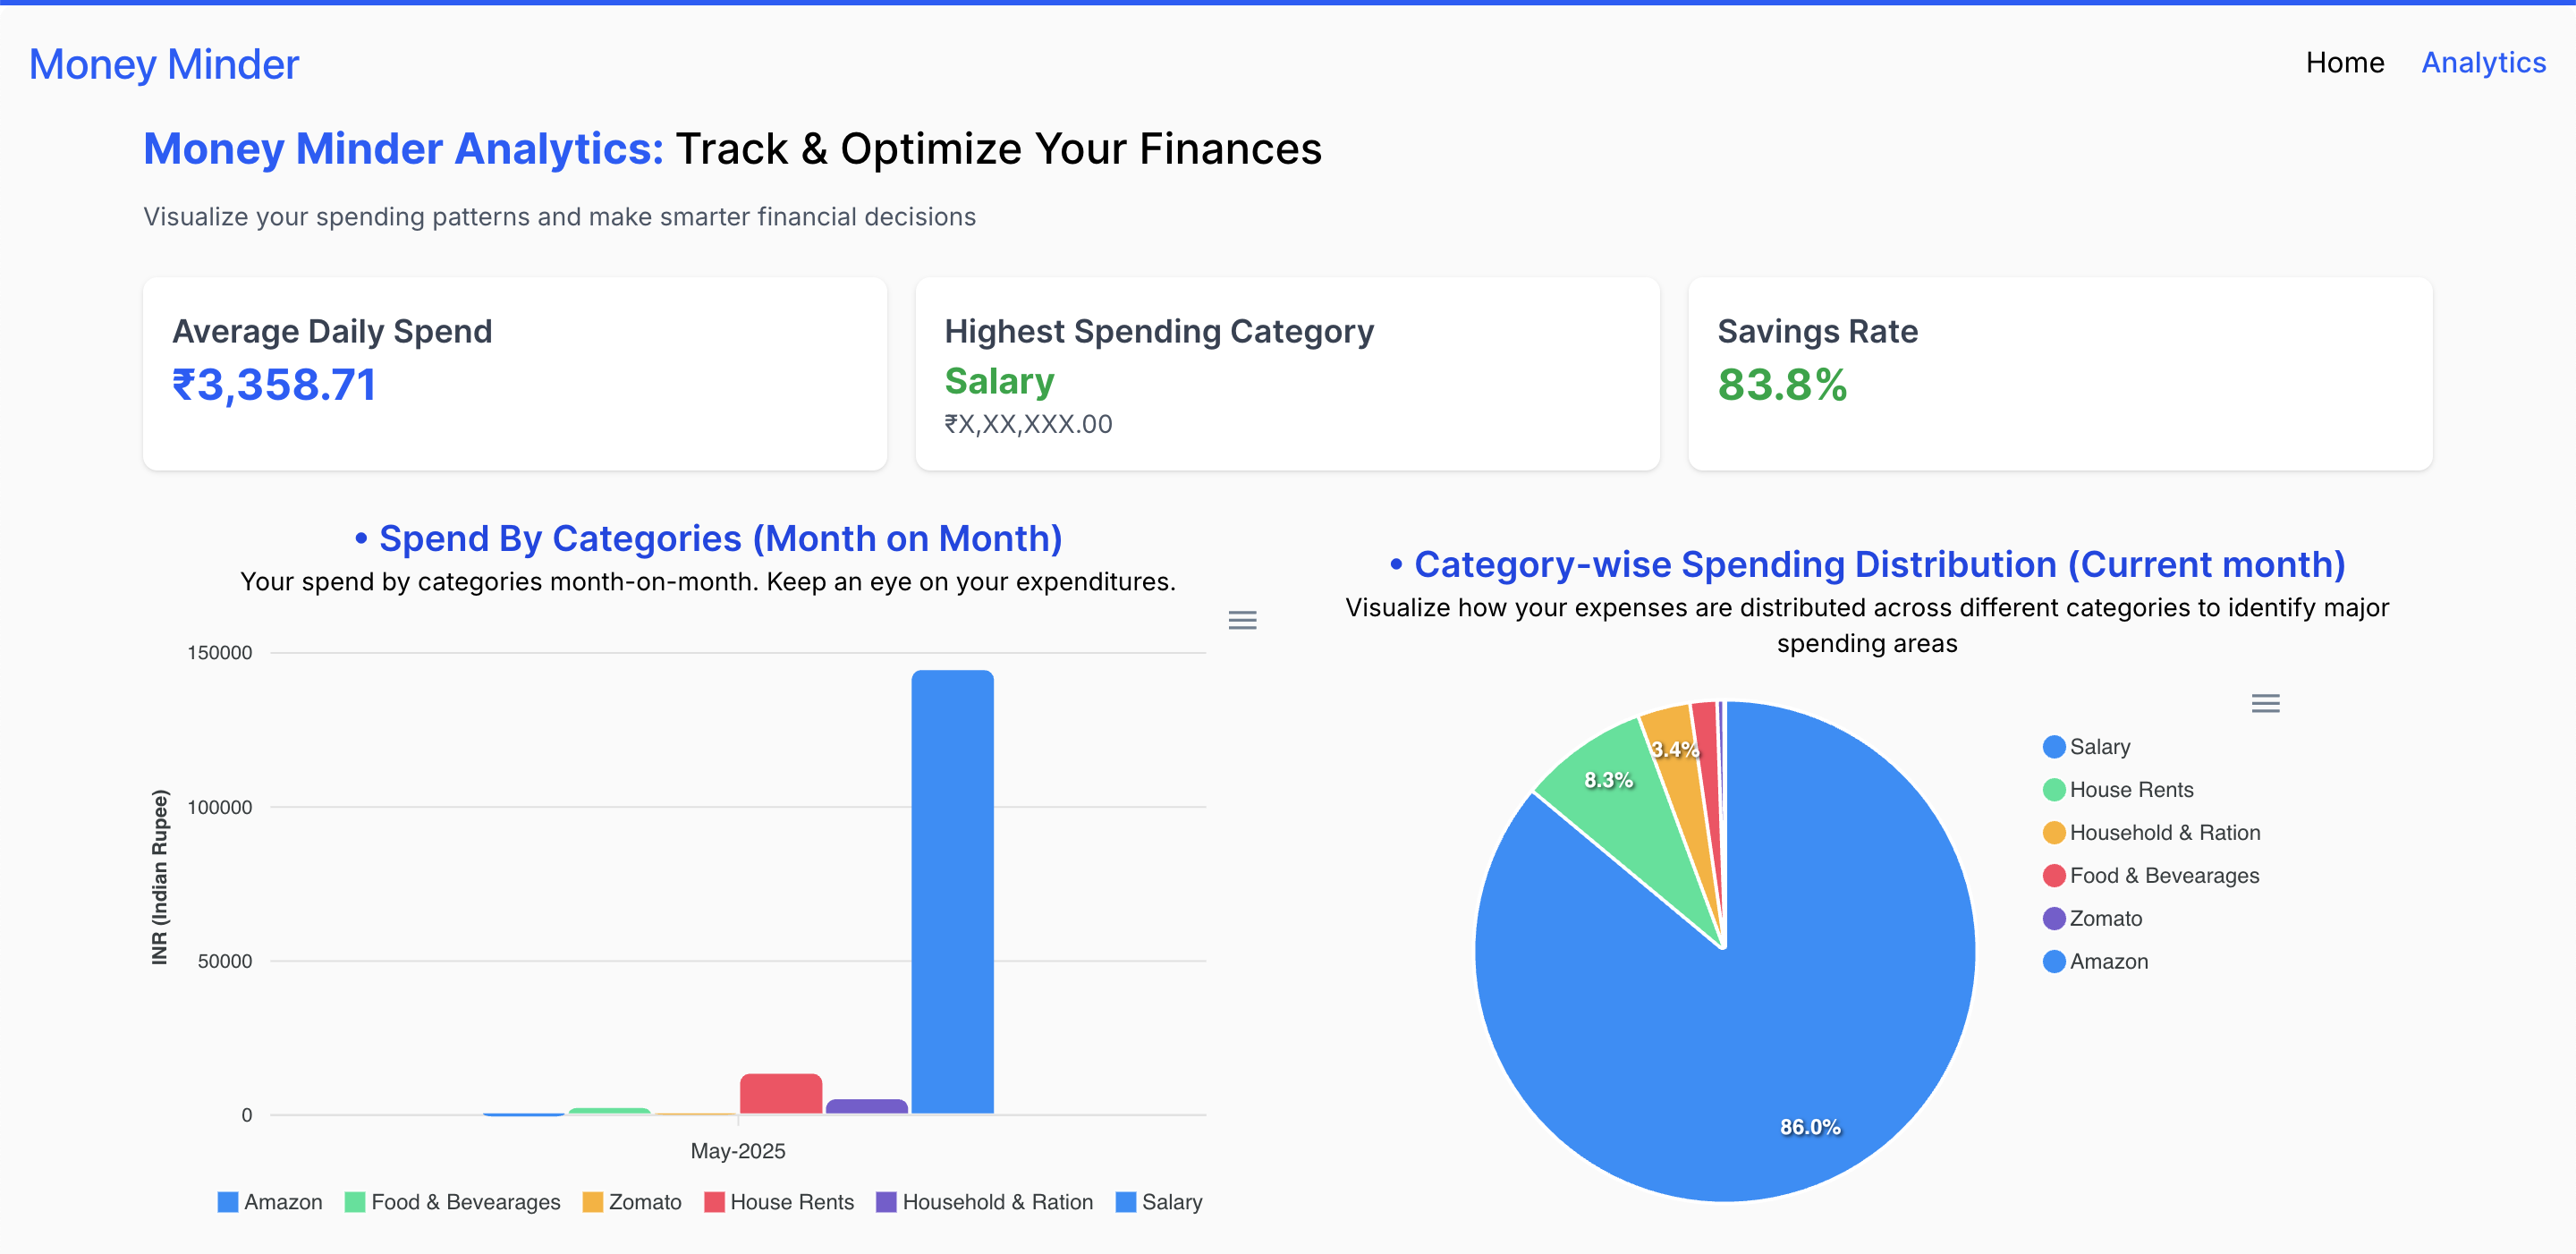 Money Minder
Home
Analytics
Money Minder Analytics: Track & Optimize Your Finances
Visualize your spending patterns and make smarter financial decisions
Average Daily Spend
₹3,358.71
Highest Spending Category
Salary
₹X,XX,XXX.00
Savings Rate
83.8%
• Spend By Categories (Month on Month)
Your spend by categories month-on-month. Keep an eye on your expenditures.
150000
100000
50000
0
INR (Indian Rupee)
May-2025
Amazon
Food & Bevearages
Zomato
House Rents
Household & Ration
Salary
• Category-wise Spending Distribution (Current month)
Visualize how your expenses are distributed across different categories to identify major
spending areas
3.4%
8.3%
86.0%
Salary
House Rents
Household & Ration
Food & Bevearages
Zomato
Amazon